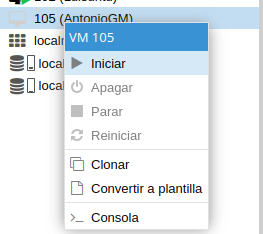 105 (AntonioGM)
VM 105
Iniciar
Apagar
Parar
Reiniciar
Clonar
Convertir a plantilla
Consola